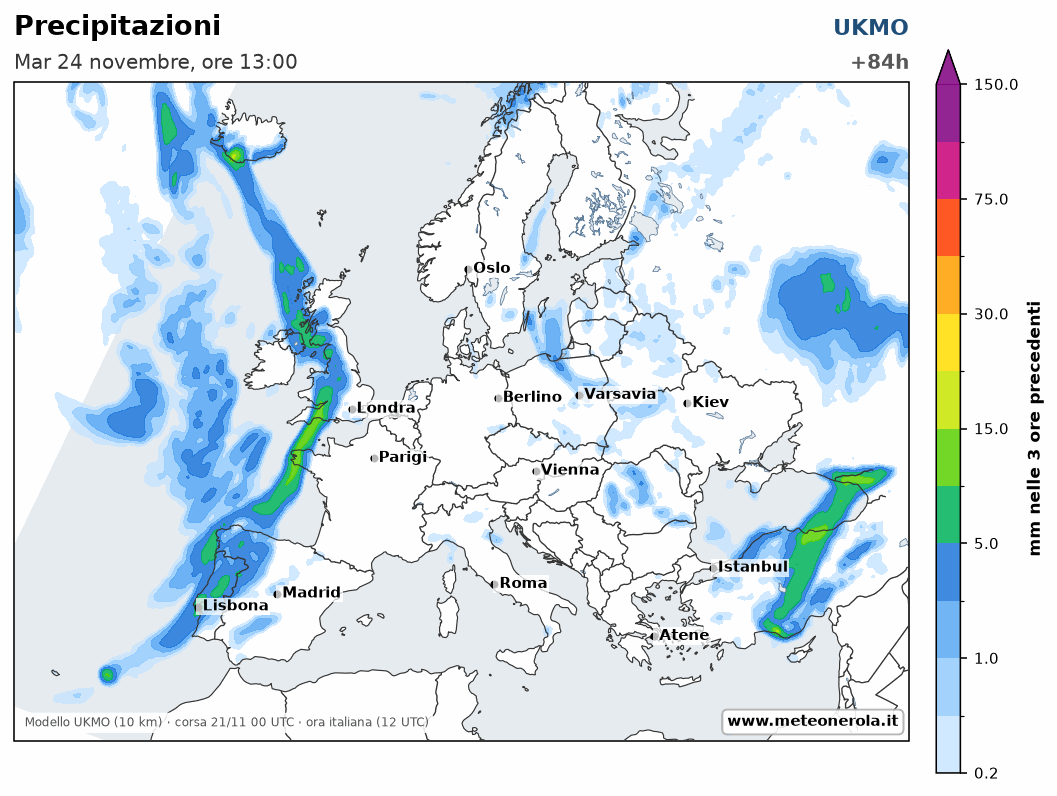 Precipitazioni
UKMO
Mar 24 novembre, ore 13:00
+84h
150.0
75.0
30.0
15.0
5.0
1.0
0.2
mm nelle 3 ore precedenti
Oslo
Berlino
Varsavia
Kiev
Londra
Parigi
Vienna
Istanbul
Roma
Madrid
Lisbona
Atene
Modello UKMO (10 km) · corsa 21/11 00 UTC · ora italiana (12 UTC)
www.meteonerola.it